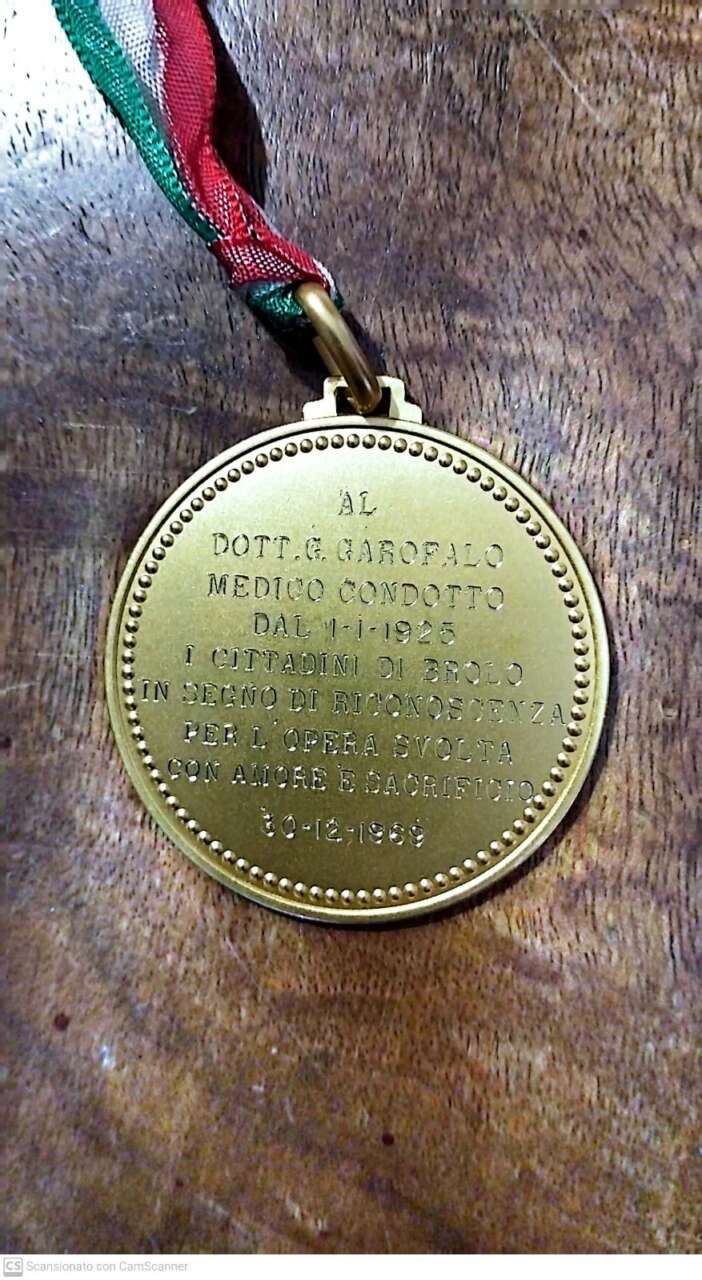 AL
DOTT. G. GAROFALO
MEDICO CONDOTTO
DAL 1-1-1925
I CITTADINI DI BROLO
IN SEGNO DI RICONOSCENZA
PER L'OPERA SVOLTA
CON AMORE E SACRIFICIO
30-12-1969
CS Scansionato con CamScanner